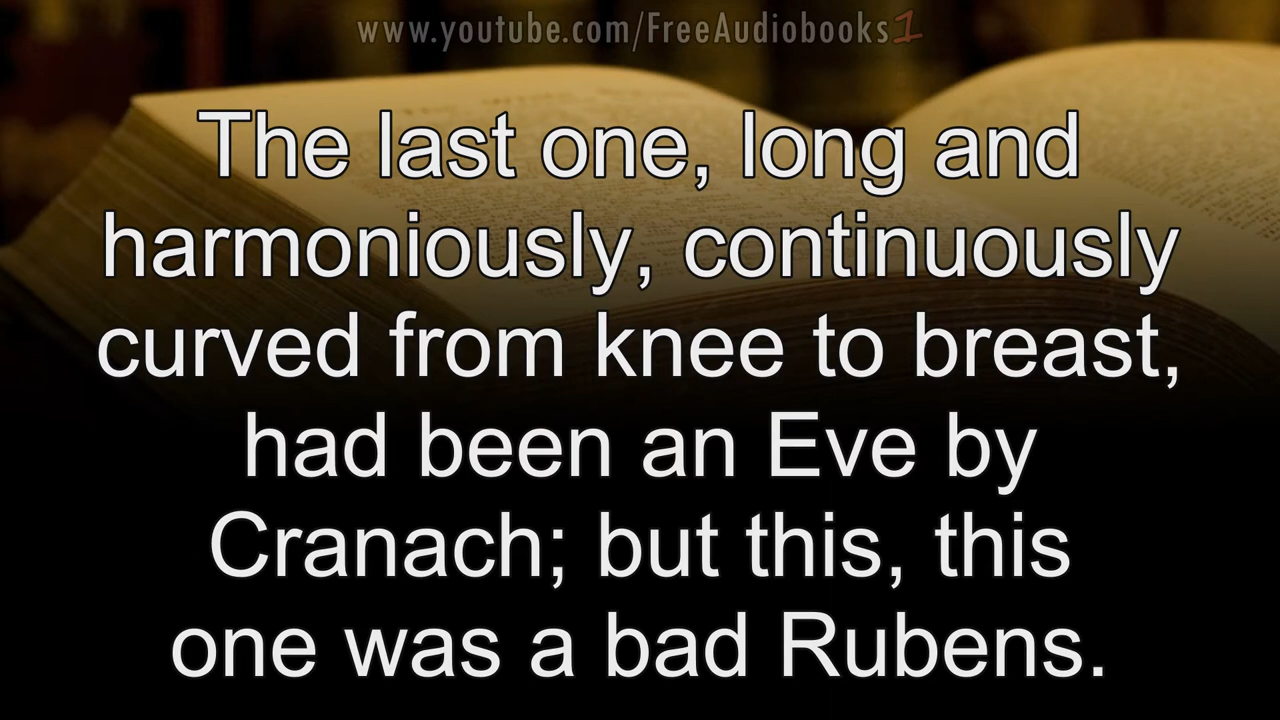 www.youtube.com/FreeAudiobooks1
The last one, long and
harmoniously, continuously
curved from knee to breast,
had been an Eve by
Cranach; but this, this
one was a bad Rubens.